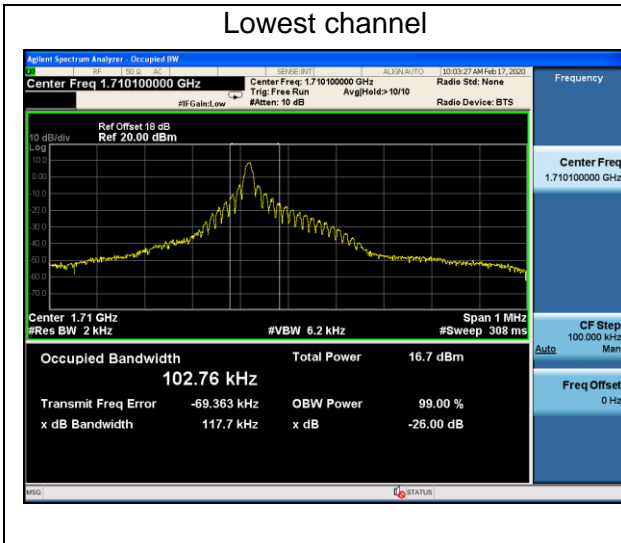 Lowest channel
Agilent Spectrum Analyzer - Occupied BW
RF 50 Ω AC SENSE:INT ALIGN AUTO 10:03:27 AM Feb 17, 2020
Center Freq 1.710100000 GHz
Center Freq: 1.710100000 GHz Radio Std: None
Trig: Free Run Avg|Hold:>10/10
#IFGain:Low #Atten: 10 dB Radio Device: BTS
Ref Offset 18 dB
10 dB/div Ref 20.00 dBm
Log
10.0
0.00
-10.0
-20.0
-30.0
-40.0
-50.0
-60.0
-70.0
Center 1.71 GHz Span 1 MHz
#Res BW 2 kHz #VBW 6.2 kHz #Sweep 308 ms
Occupied Bandwidth Total Power 16.7 dBm
102.76 kHz
Transmit Freq Error -69.363 kHz OBW Power 99.00 %
x dB Bandwidth 117.7 kHz x dB -26.00 dB
MSG STATUS
Frequency
Center Freq
1.710100000 GHz
CF Step
100.000 kHz
Auto Man
Freq Offset
0 Hz